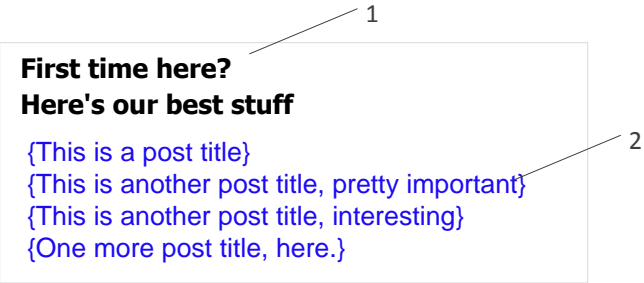 1
First time here?
Here's our best stuff
{This is a post title}
{This is another post title, pretty important}
2
{This is another post title, interesting}
{One more post title, here.}